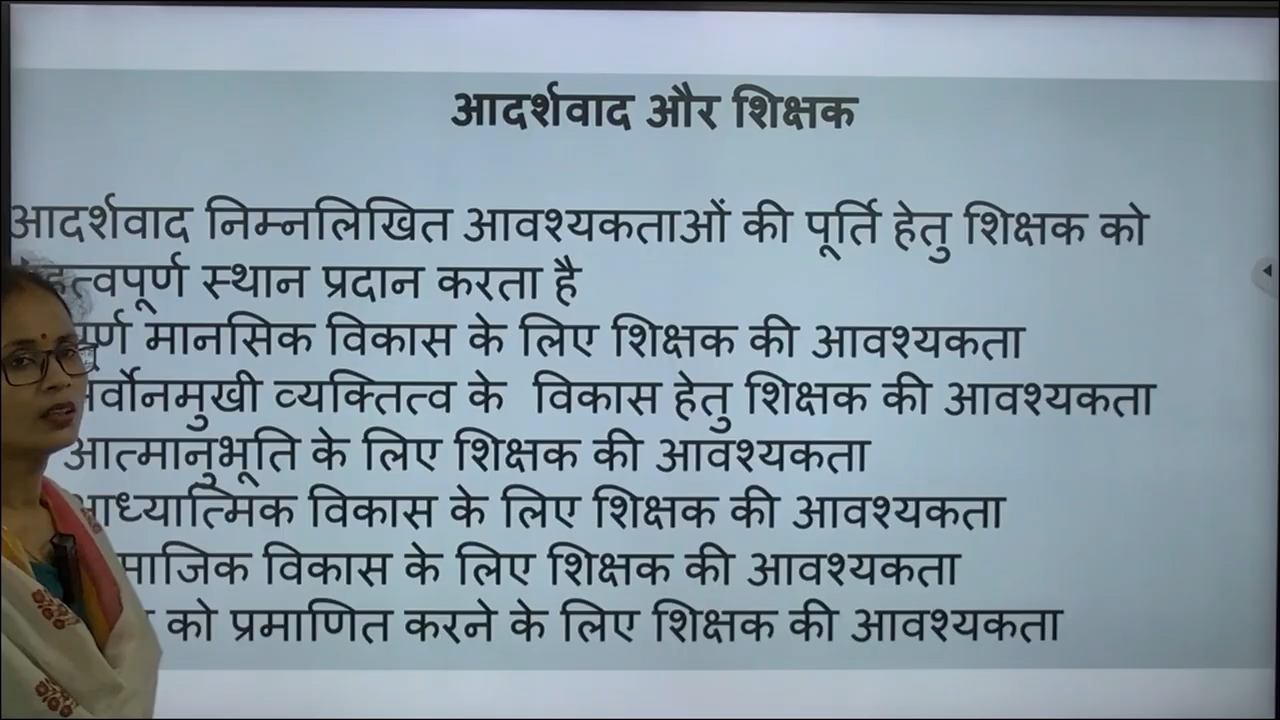 आदर्शवाद और शिक्षक
आदर्शवाद निम्नलिखित आवश्यकताओं की पूर्ति हेतु शिक्षक को
स्थान प्रदान करता है
मानसिक विकास के लिए शिक्षक की आवश्यकता
व्यक्तित्व के विकास हेतु शिक्षक की आवश्यकता
आत्मानुभूति के लिए शिक्षक की आवश्यकता
विकास के लिए शिक्षक की आवश्यकता
विकास के लिए शिक्षक की आवश्यकता
को प्रमाणित करने के लिए शिक्षक की आवश्यकता